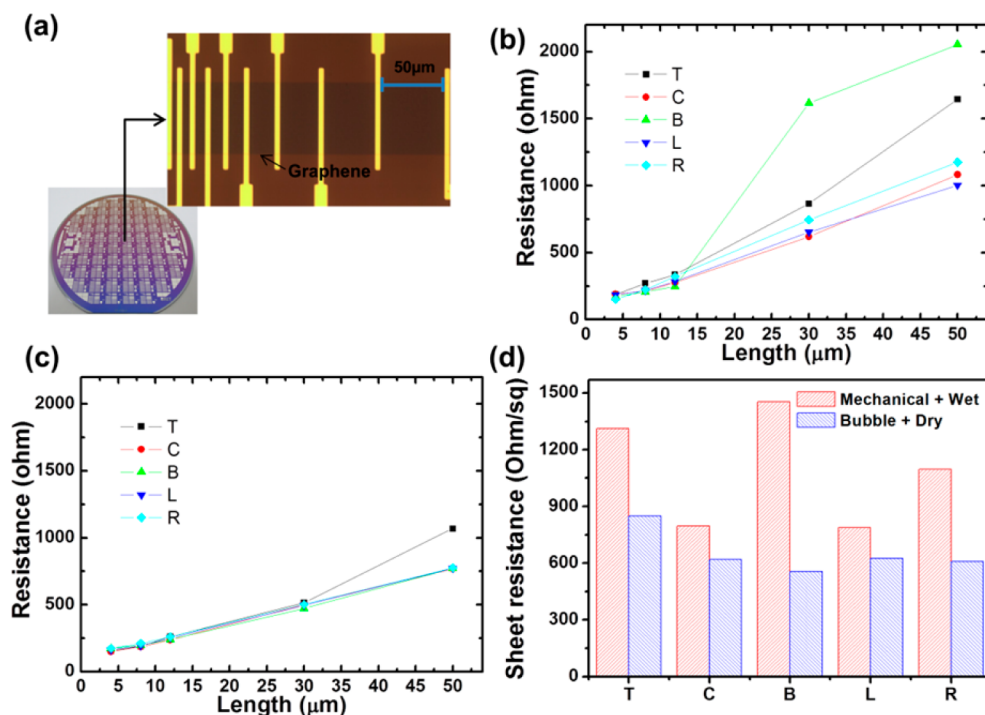 (a)
50μm
Graphene
(b)
2000
1500
1000
500
0
Resistance (ohm)
T
C
B
L
R
0 5 10 15 20 25 30 35 40 45 50
Length (μm)
(c)
2000
1500
1000
500
0
Resistance (ohm)
T
C
B
L
R
0 5 10 15 20 25 30 35 40 45 50
Length (μm)
(d)
1500
1200
900
600
300
0
Sheet resistance (Ohm/sq)
Mechanical + Wet
Bubble + Dry
T C B L R